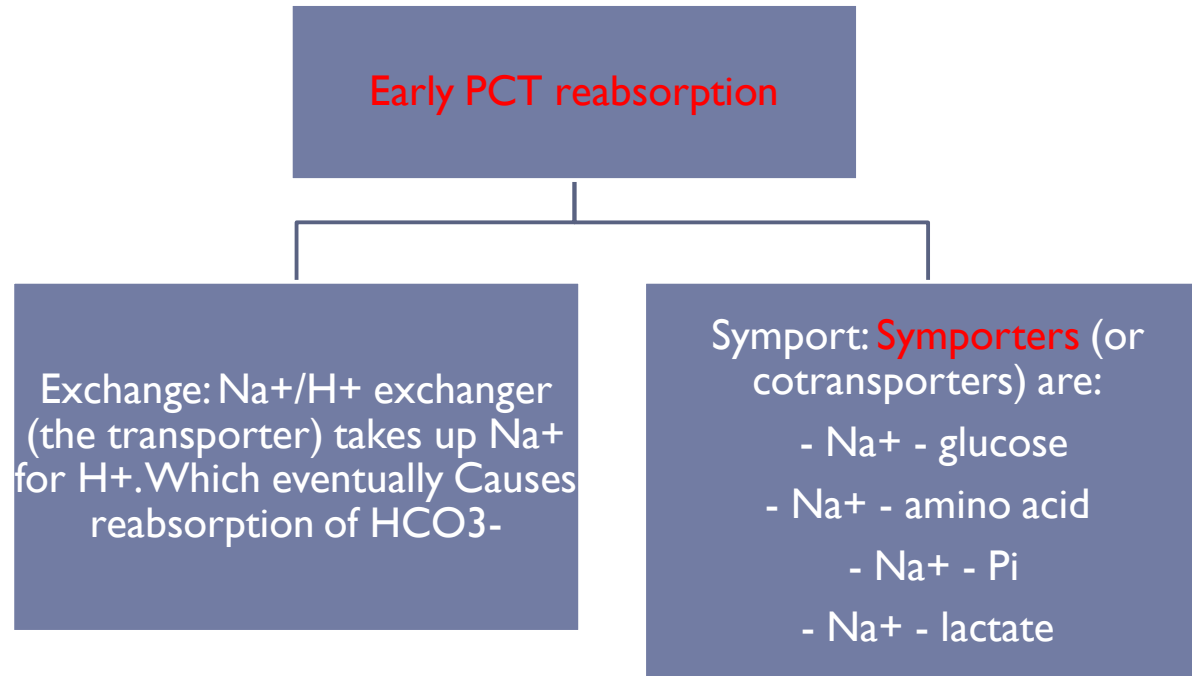 Early PCT reabsorption
Exchange: Na+/H+ exchanger
(the transporter) takes up Na+
for H+. Which eventually Causes
reabsorption of HCO3-
Symport: Symporters (or
cotransporters) are:
- Na+ - glucose
- Na+ - amino acid
- Na+ - Pi
- Na+ - lactate